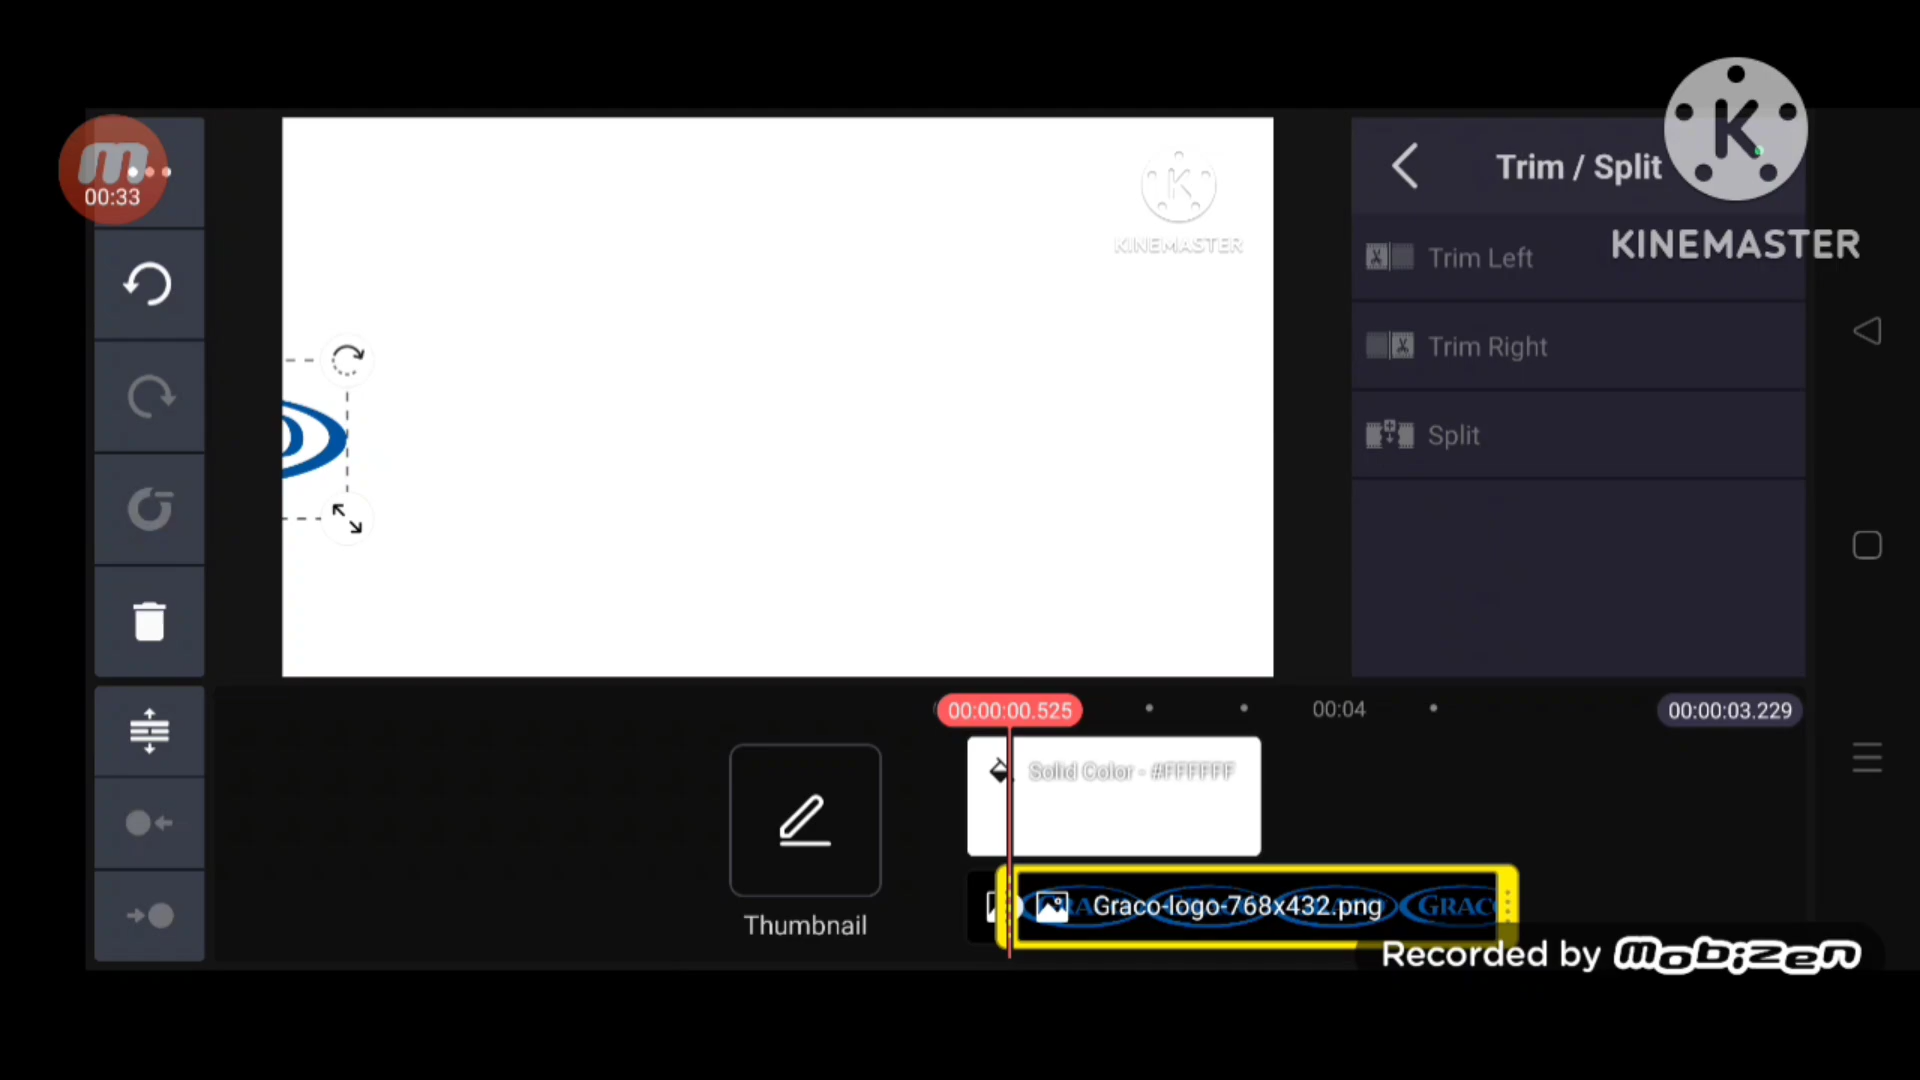 00:33
Trim / Split
KINEMASTER
KINEMASTER
Trim Left
Trim Right
Split
00:00:00.525
00:04
00:00:03.229
Solid Color - #FFFFFF
Thumbnail
Graco-logo-768x432.png
GRAC
Recorded by mobizen